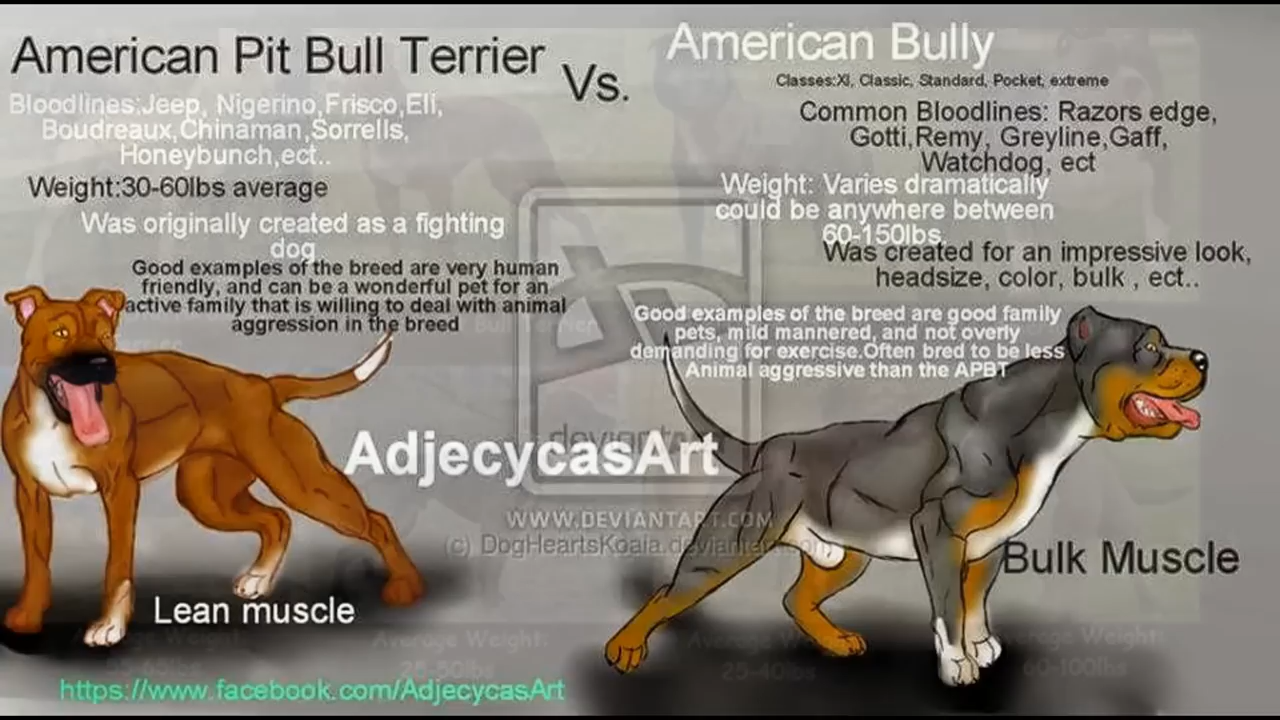 American Pit Bull Terrier
Vs.
American Bully
Bloodlines:Jeep, Nigerino,Frisco,Eli,
Boudreaux,Chinaman,Sorrells,
Honeybunch,ect..
Weight:30-60lbs average
Was originally created as a fighting
dog
Good examples of the breed are very human
friendly, and can be a wonderful pet for an
active family that is willing to deal with animal
aggression in the breed
Classes:Xl, Classic, Standard, Pocket, extreme
Common Bloodlines: Razors edge,
Gotti,Remy, Greyline,Gaff,
Watchdog, ect
Weight: Varies dramatically
could be anywhere between
60-150lbs
Was created for an impressive look,
headsize, color, bulk , ect..
Good examples of the breed are good family
pets, mild mannered, and not overly
demanding for exercise.Often bred to be less
Animal aggressive than the APBT
AdjecycasArt
WWW.DEVIANTART.COM
(c) DogHeartsKoala.deviantart.com
Lean muscle
Bulk Muscle
Average Weight:
25-50lbs
Average Weight:
25-40lbs
Average Weight:
60-100lbs
https://www.facebook.com/AdjecycasArt